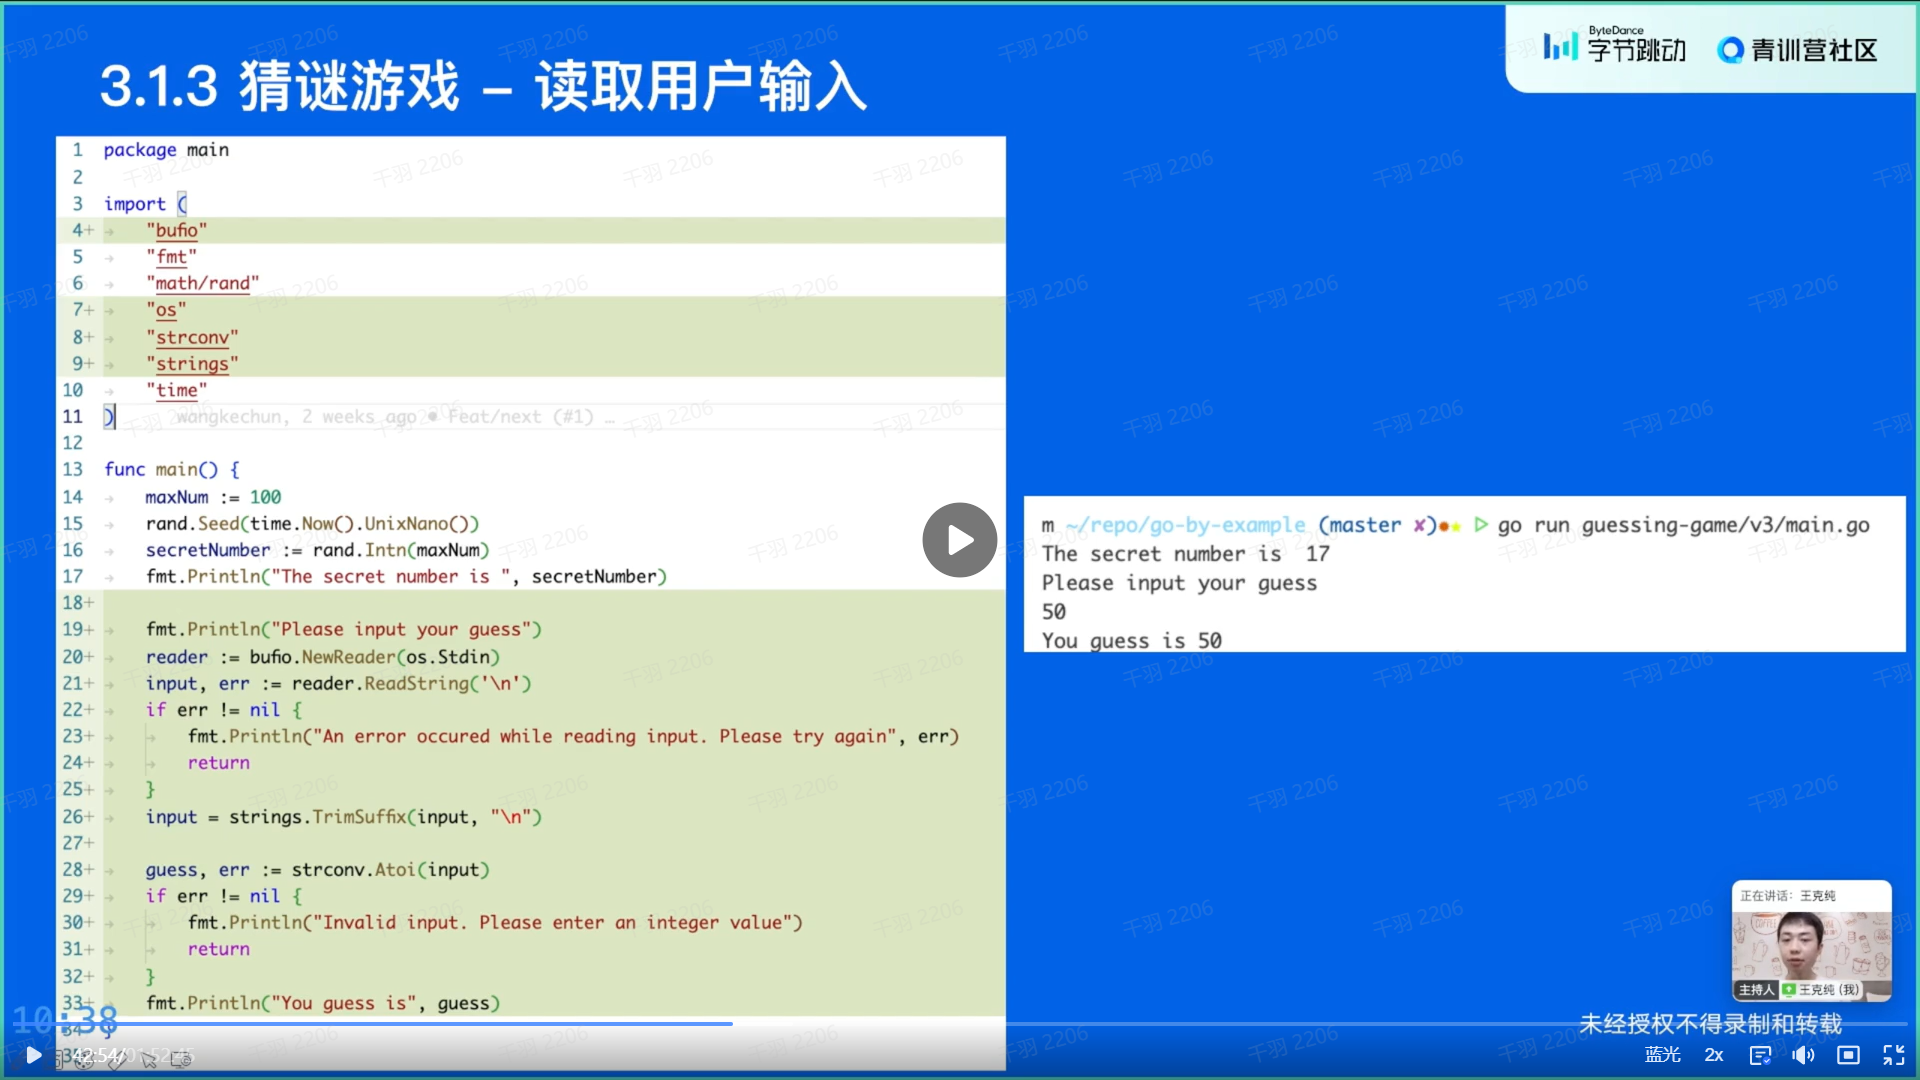 3.1.3 猜谜游戏 – 读取用户输入
ByteDance
字节跳动
青训营社区
1 package main
2
3 import (
4+ "bufio"
5 "fmt"
6 "math/rand"
7+ "os"
8+ "strconv"
9+ "strings"
10 "time"
11 ) wangkechun, 2 weeks ago • Feat/next (#1) …
12
13 func main() {
14 maxNum := 100
15 rand.Seed(time.Now().UnixNano())
16 secretNumber := rand.Intn(maxNum)
17 fmt.Println("The secret number is ", secretNumber)
18+
19+ fmt.Println("Please input your guess")
20+ reader := bufio.NewReader(os.Stdin)
21+ input, err := reader.ReadString('\n')
22+ if err != nil {
23+ fmt.Println("An error occured while reading input. Please try again", err)
24+ return
25+ }
26+ input = strings.TrimSuffix(input, "\n")
27+
28+ guess, err := strconv.Atoi(input)
29+ if err != nil {
30+ fmt.Println("Invalid input. Please enter an integer value")
31+ return
32+ }
33+ fmt.Println("You guess is", guess)
34 }
35
m ~/repo/go-by-example (master ✘)●★ ▷ go run guessing-game/v3/main.go
The secret number is  17
Please input your guess
50
You guess is 50
正在讲话: 王克纯
主持人 王克纯 (我)
10:38
未经授权不得录制和转载
42:54/01:52:45
蓝光
2x
千羽 2206